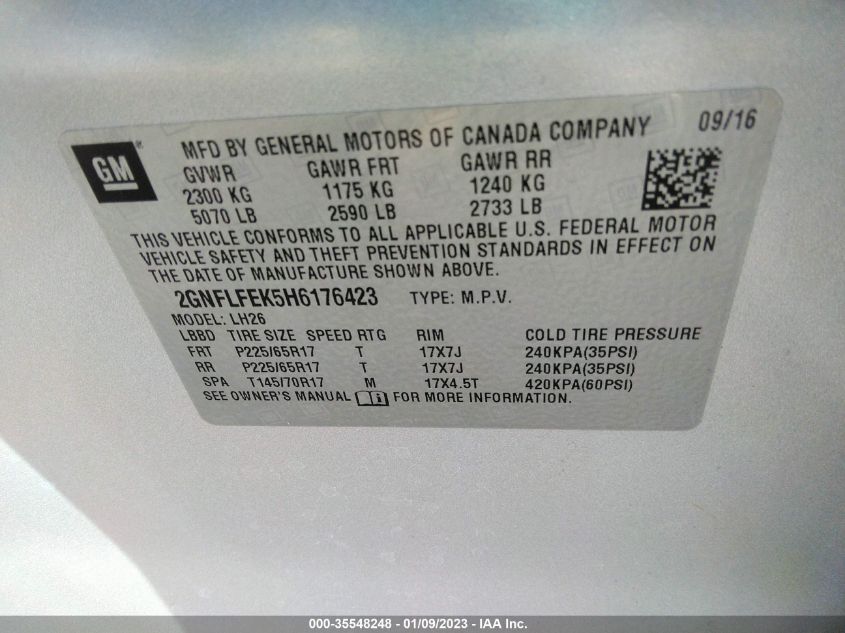 GM
MFD BY GENERAL MOTORS OF CANADA COMPANY 09/16
GVWR GAWR FRT GAWR RR
2300 KG 1175 KG 1240 KG
5070 LB 2590 LB 2733 LB
THIS VEHICLE CONFORMS TO ALL APPLICABLE U.S. FEDERAL MOTOR
VEHICLE SAFETY AND THEFT PREVENTION STANDARDS IN EFFECT ON
THE DATE OF MANUFACTURE SHOWN ABOVE.
2GNFLFEK5H6176423 TYPE: M.P.V.
MODEL: LH26
LBBD TIRE SIZE SPEED RTG RIM COLD TIRE PRESSURE
FRT P225/65R17 T 17X7J 240KPA(35PSI)
RR P225/65R17 T 17X7J 240KPA(35PSI)
SPA T145/70R17 M 17X4.5T 420KPA(60PSI)
SEE OWNER'S MANUAL FOR MORE INFORMATION.
000-35548248 - 01/09/2023 - IAA Inc.